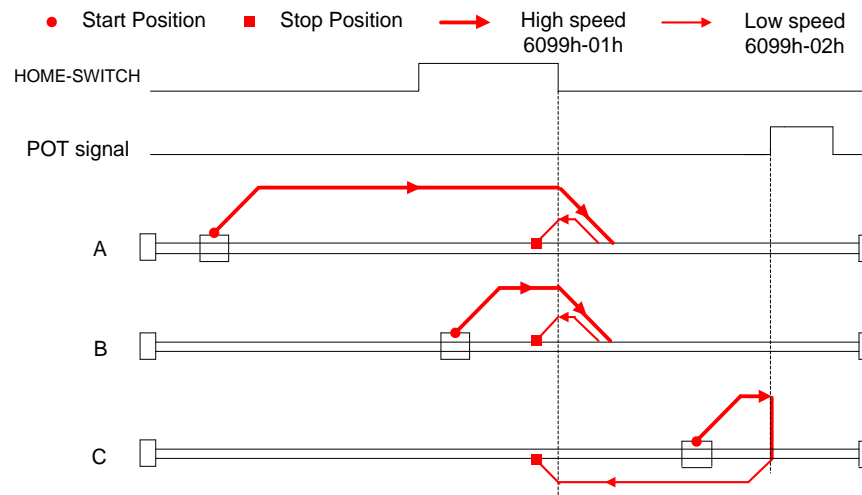 Start Position
Stop Position
High speed
6099h-01h
Low speed
6099h-02h
HOME-SWITCH
POT signal
A
B
C